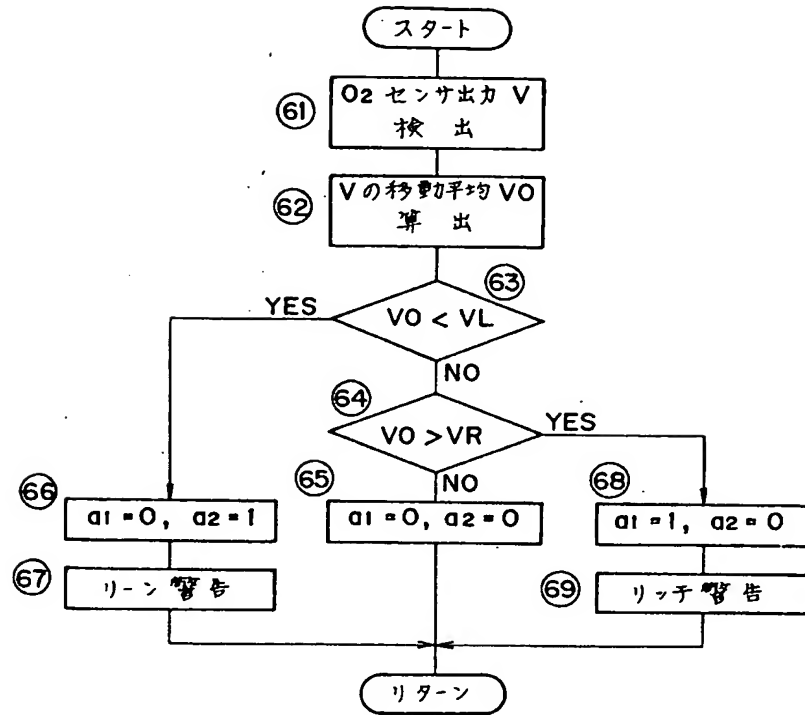 スタート
61
O2 センサ出力 V
検 出
62
Vの移動平均 VO
算 出
63
YES
VO < VL
NO
64
YES
VO > VR
65
NO
66
68
a1 = 0, a2 = 1
a1 = 0, a2 = 0
a1 = 1, a2 = 0
67
リーン 警告
69
リッチ 警告
リターン